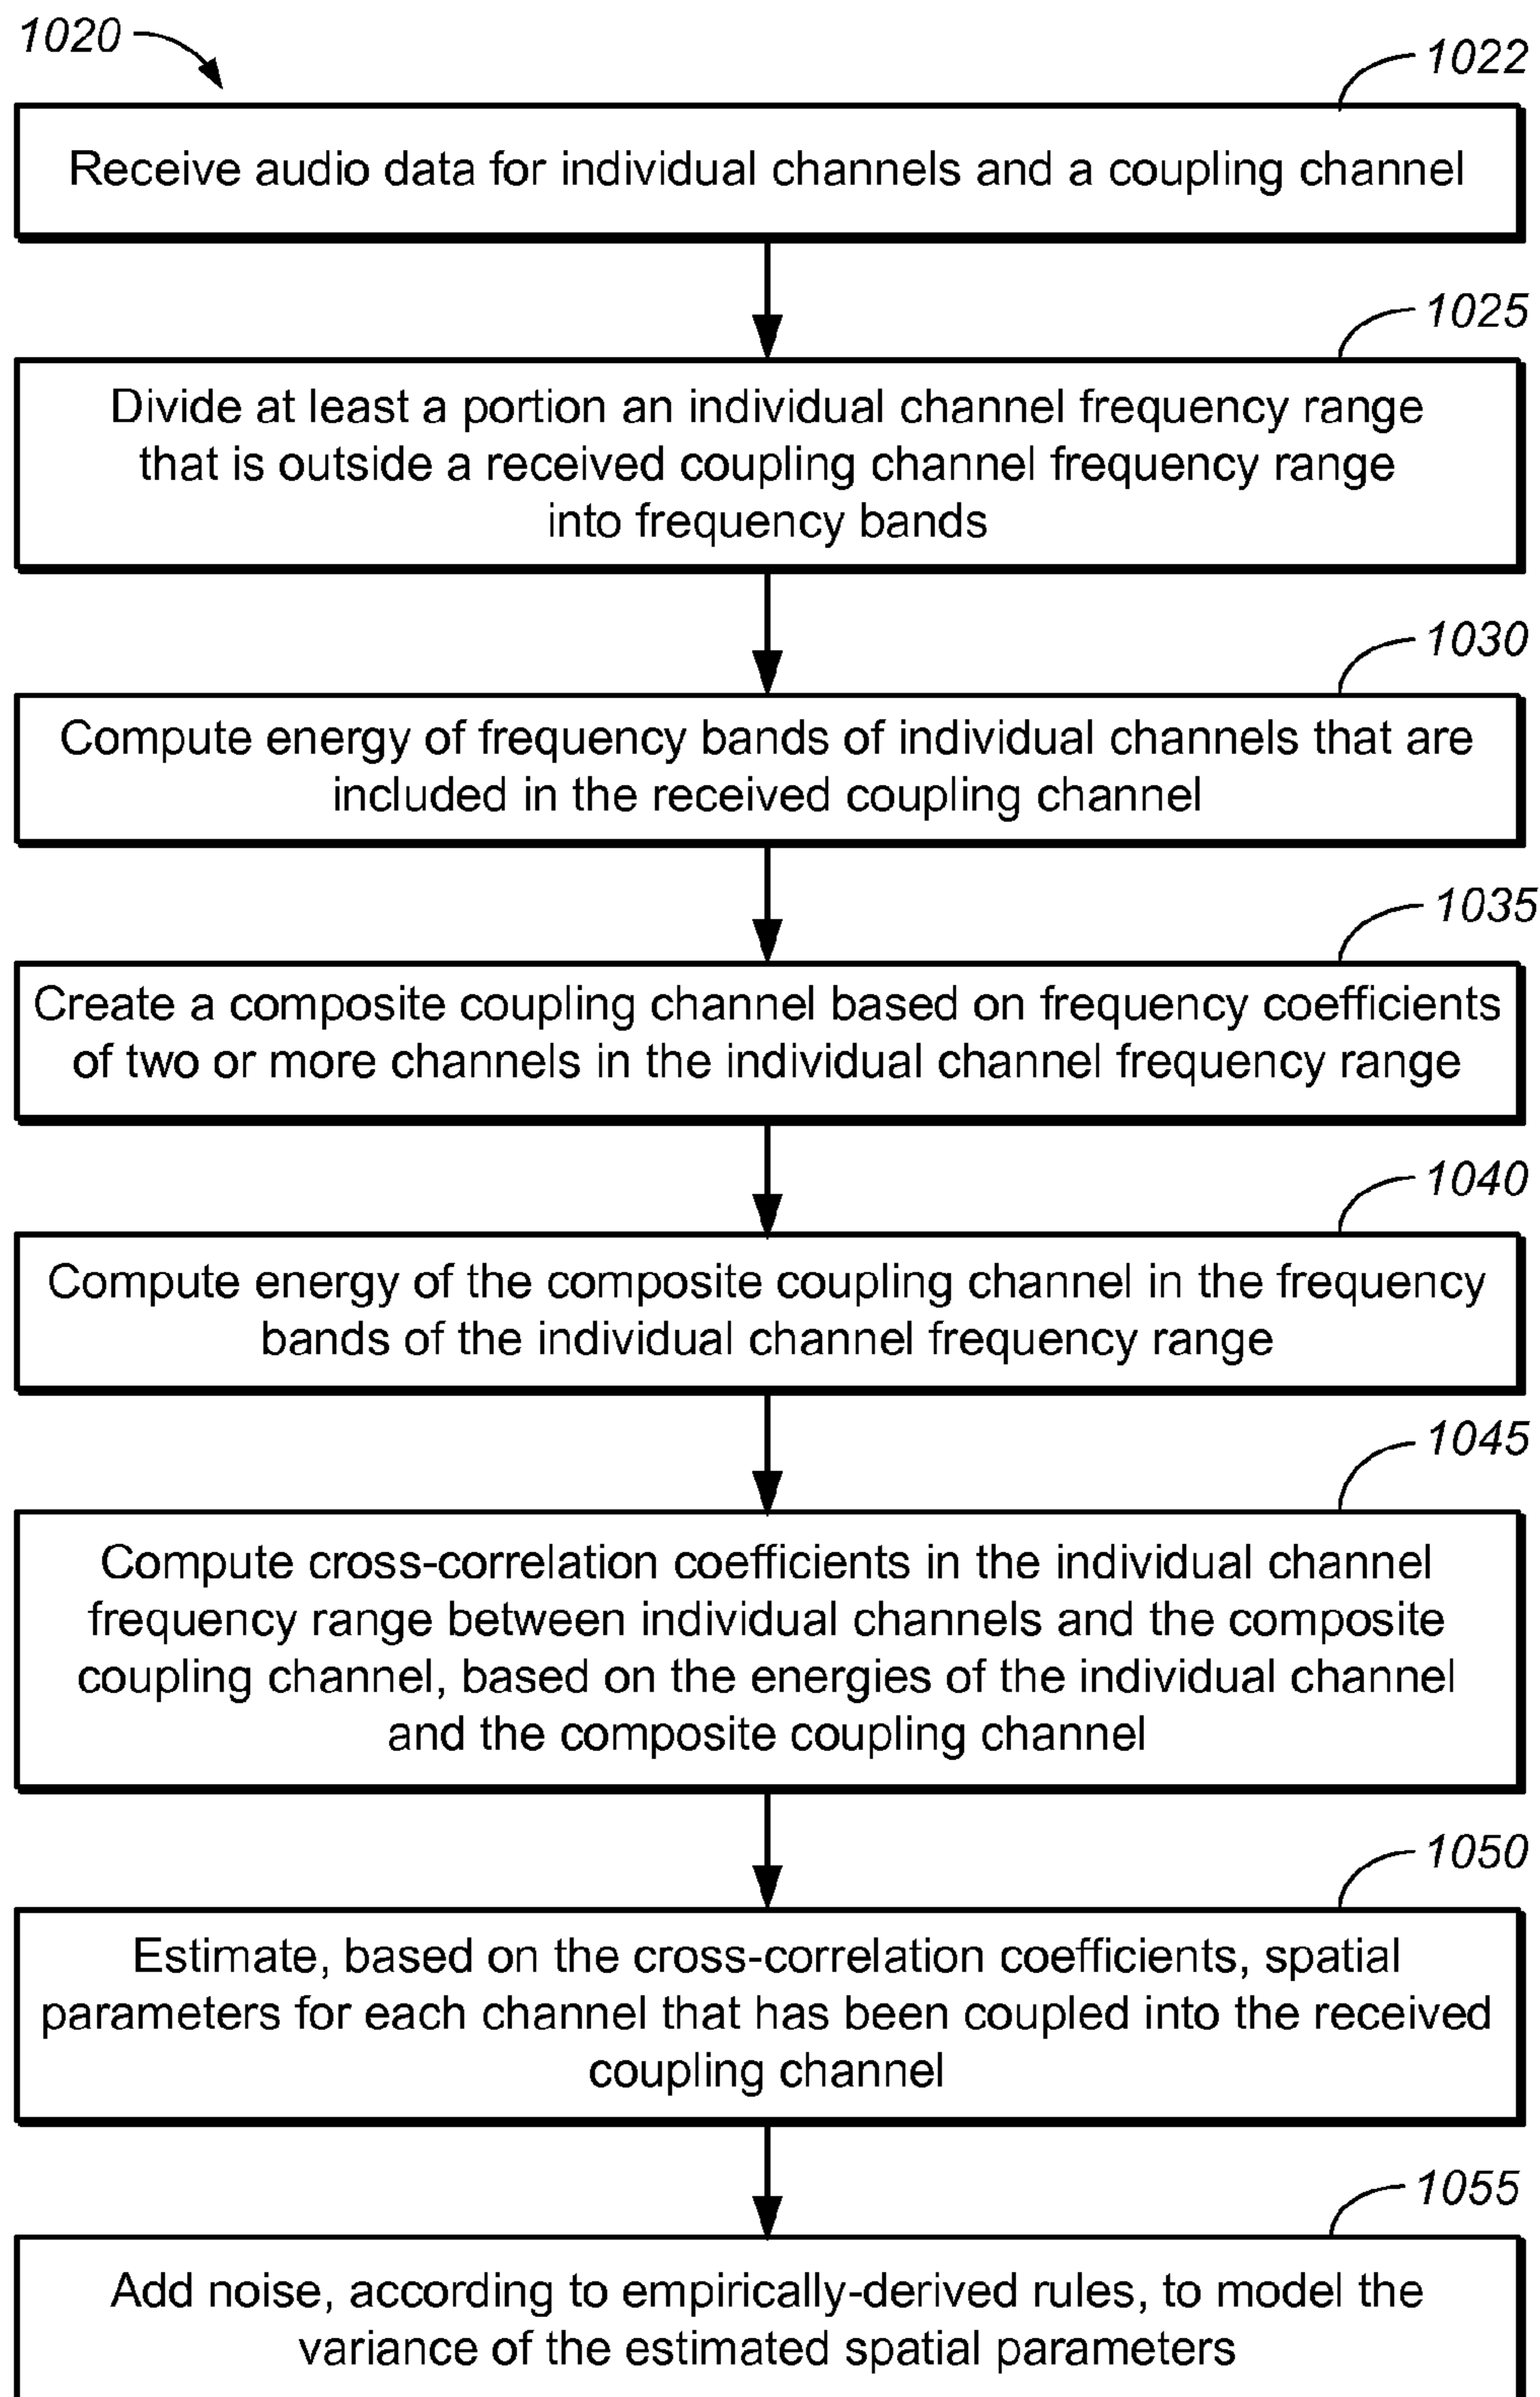 1020
1022
Receive audio data for individual channels and a coupling channel
1025
Divide at least a portion an individual channel frequency range
that is outside a received coupling channel frequency range
into frequency bands
1030
Compute energy of frequency bands of individual channels that are
included in the received coupling channel
1035
Create a composite coupling channel based on frequency coefficients
of two or more channels in the individual channel frequency range
1040
Compute energy of the composite coupling channel in the frequency
bands of the individual channel frequency range
1045
Compute cross-correlation coefficients in the individual channel
frequency range between individual channels and the composite
coupling channel, based on the energies of the individual channel
and the composite coupling channel
1050
Estimate, based on the cross-correlation coefficients, spatial
parameters for each channel that has been coupled into the received
coupling channel
1055
Add noise, according to empirically-derived rules, to model the
variance of the estimated spatial parameters